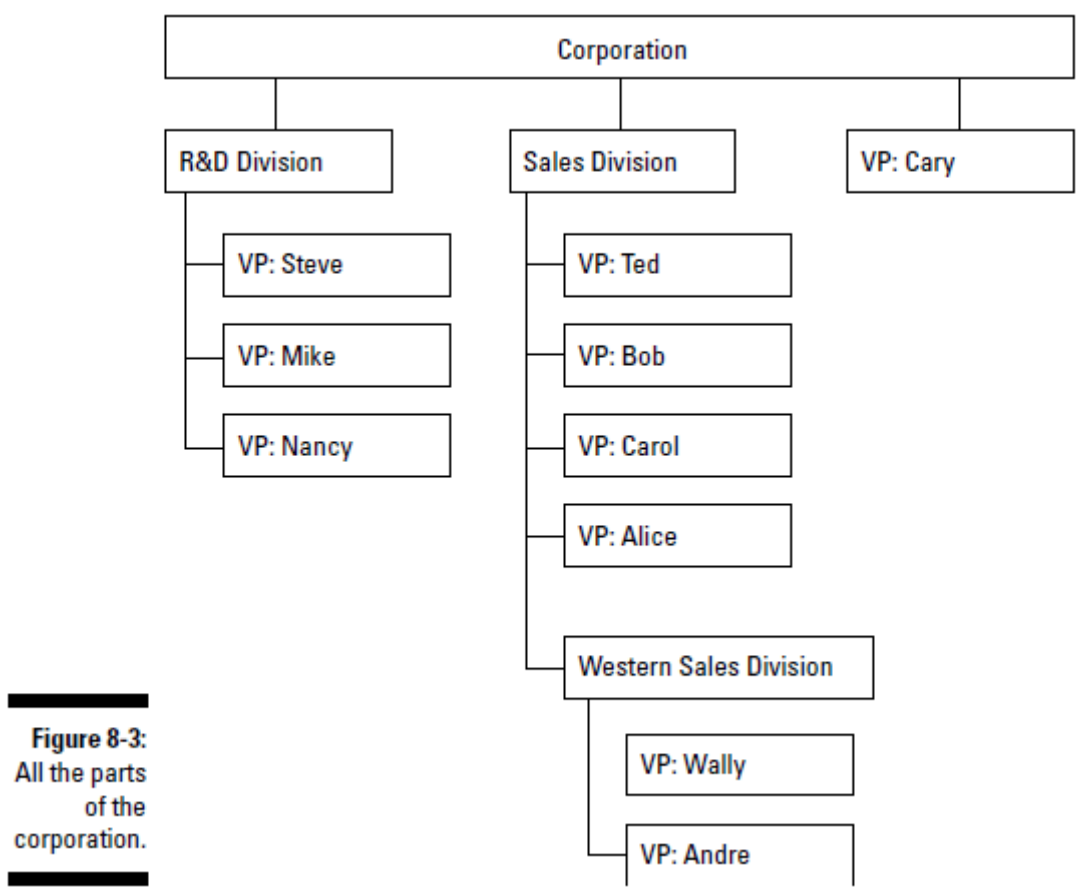 Corporation
R&D Division
Sales Division
VP: Cary
VP: Steve
VP: Ted
VP: Mike
VP: Bob
VP: Nancy
VP: Carol
VP: Alice
Western Sales Division
VP: Wally
VP: Andre
Figure 8-3:
All the parts
of the
corporation.